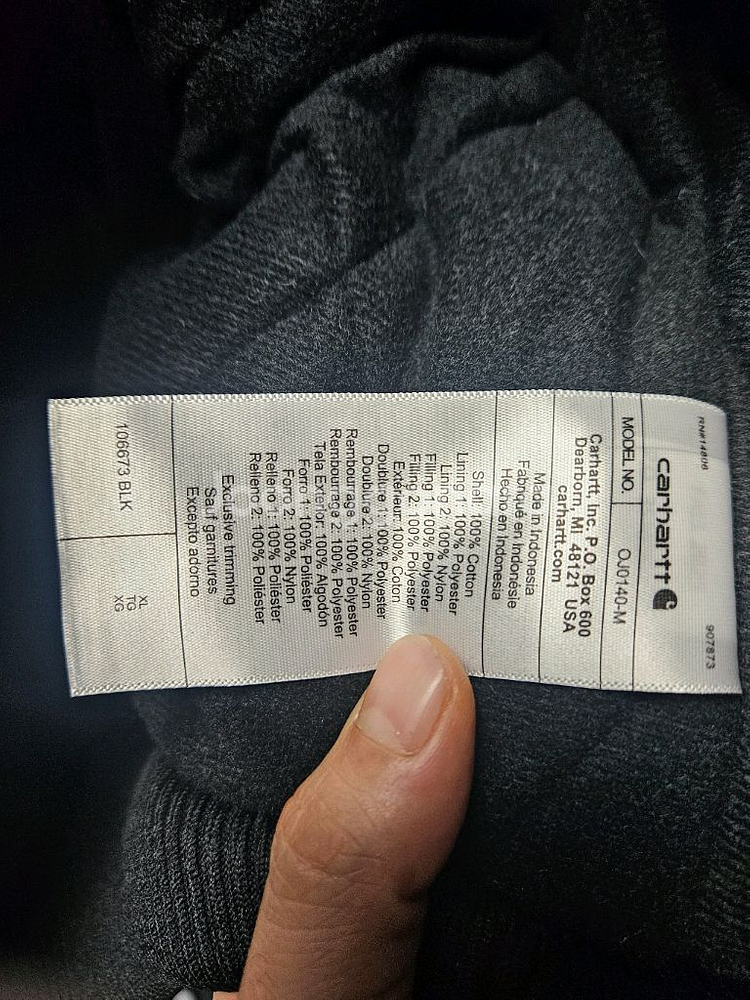 RN#14806 907873
carhartt
MODEL NO. OJ0140-M
Carhartt, Inc. P.O. Box 600
Dearborn, MI. 48121 USA
carhartt.com
Made in Indonesia
Fabriqué en Indonésie
Hecho en Indonesia
Shell: 100% Cotton
Lining 1: 100% Polyester
Lining 2: 100% Nylon
Filling 1: 100% Polyester
Filling 2: 100% Polyester
Extérieur: 100% Coton
Doublure 1: 100% Polyester
Doublure 2: 100% Nylon
Rembourrage 1: 100% Polyester
Rembourrage 2: 100% Polyester
Tela Exterior: 100% Algodón
Forro 1: 100% Poliéster
Forro 2: 100% Nylon
Relleno 1: 100% Poliéster
Relleno 2: 100% Poliéster
Exclusive trimming
Sauf garnitures
Excepto adorno
106673 BLK
XL
TG
XG